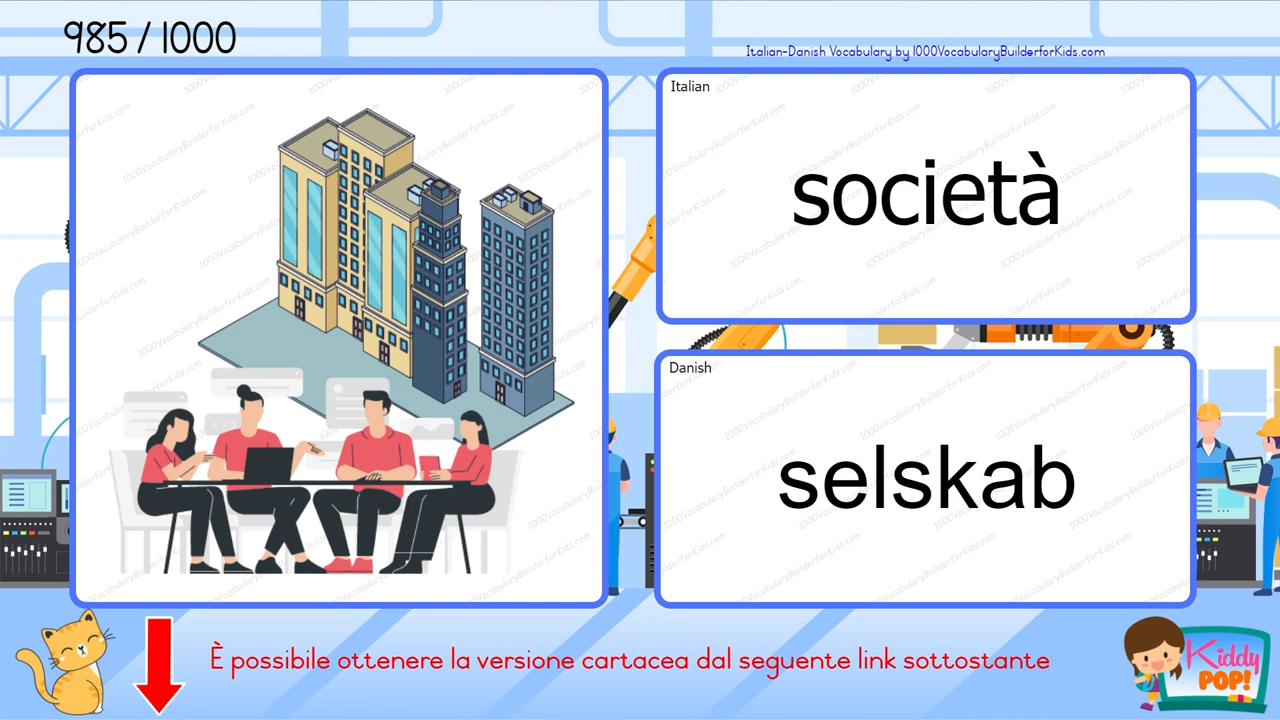 985 / 1000
Italian-Danish Vocabulary by 1000VocabularyBuilderforKids.com
Italian
società
Danish
selskab
È possibile ottenere la versione cartacea dal seguente link sottostante
Kiddy
POP!